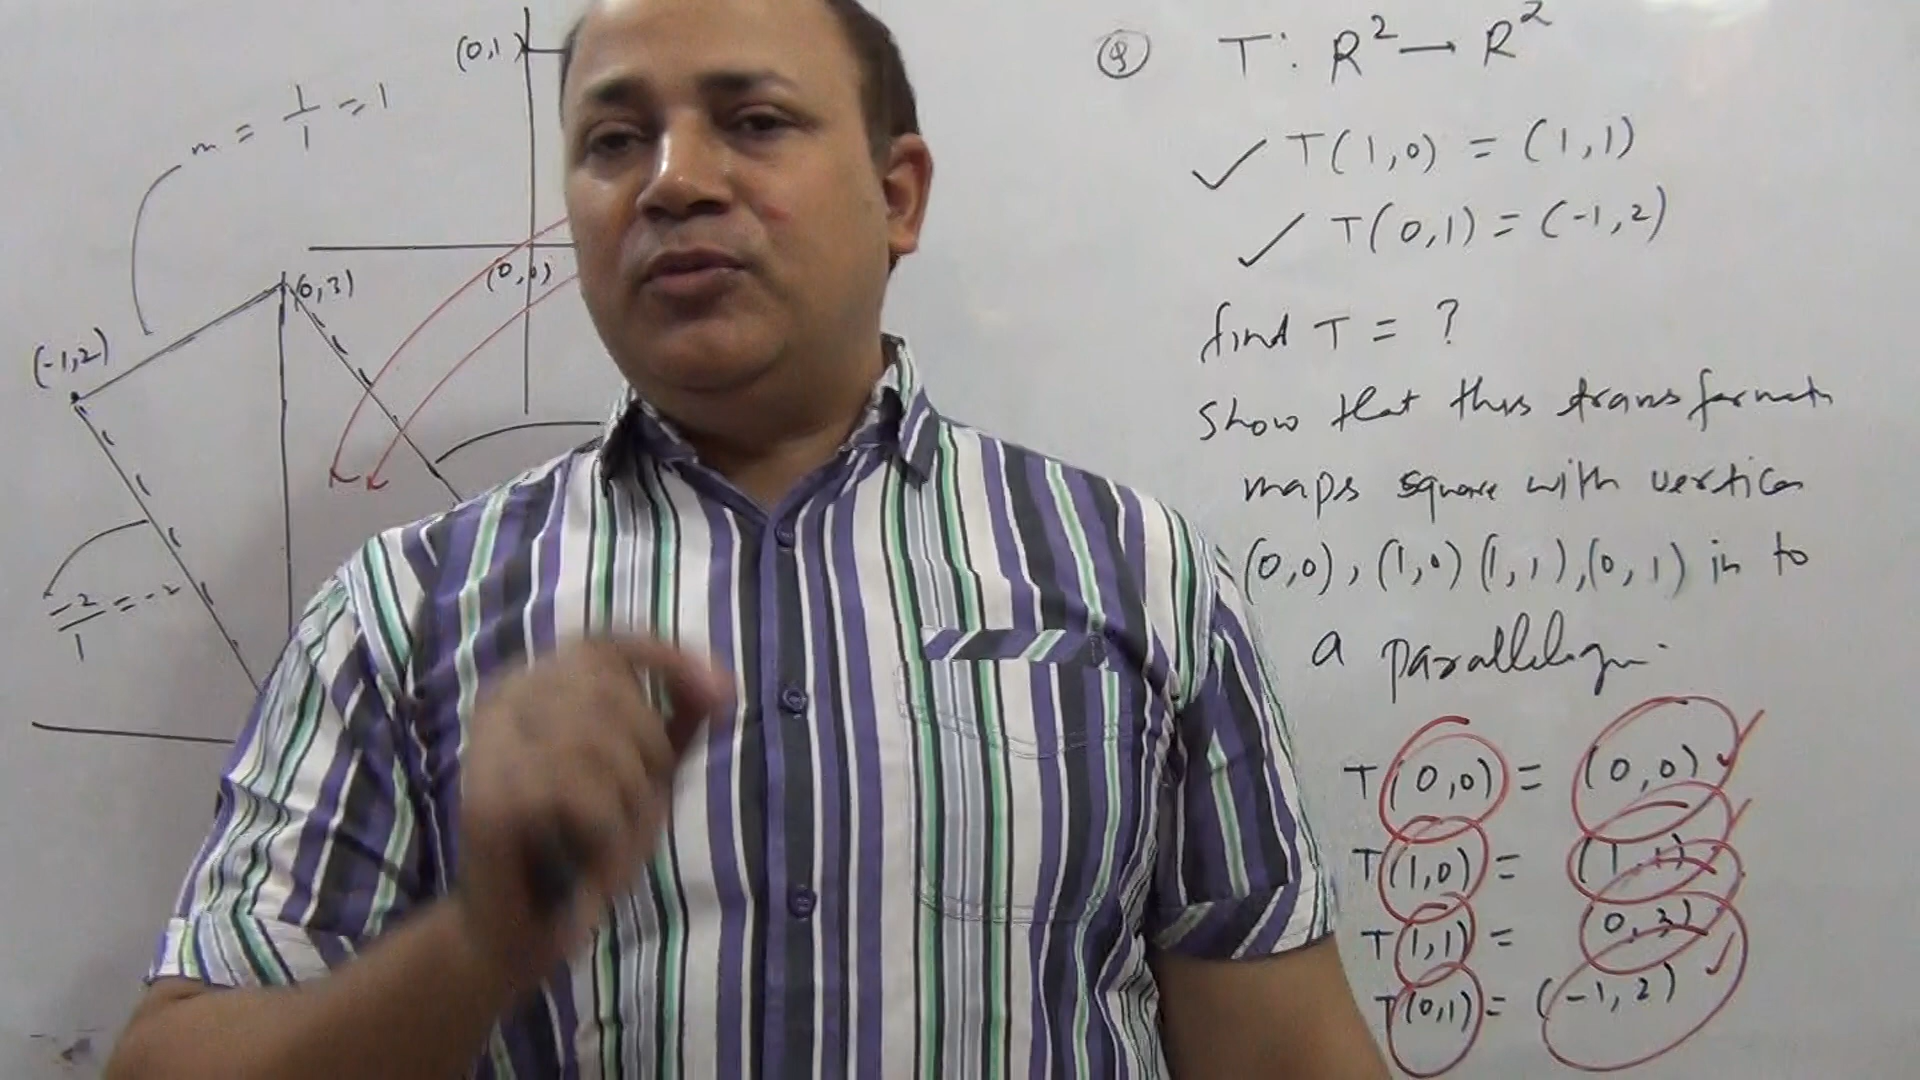 (0,1)
m = 1/1 = 1
(0,0)
(0,3)
(-1,2)
-2/1 = -2
Q T: R² → R²
✓ T(1,0) = (1,1)
✓ T(0,1) = (-1,2)
find T = ?
Show that this transformatn
maps square with vertices
(0,0), (1,0) (1,1), (0,1) in to
a
T(0,0) = (0,0) ✓
T(1,0) = (1,1) ✓
T(1,1) = (0,3)
T(0,1) = (-1,2) ✓